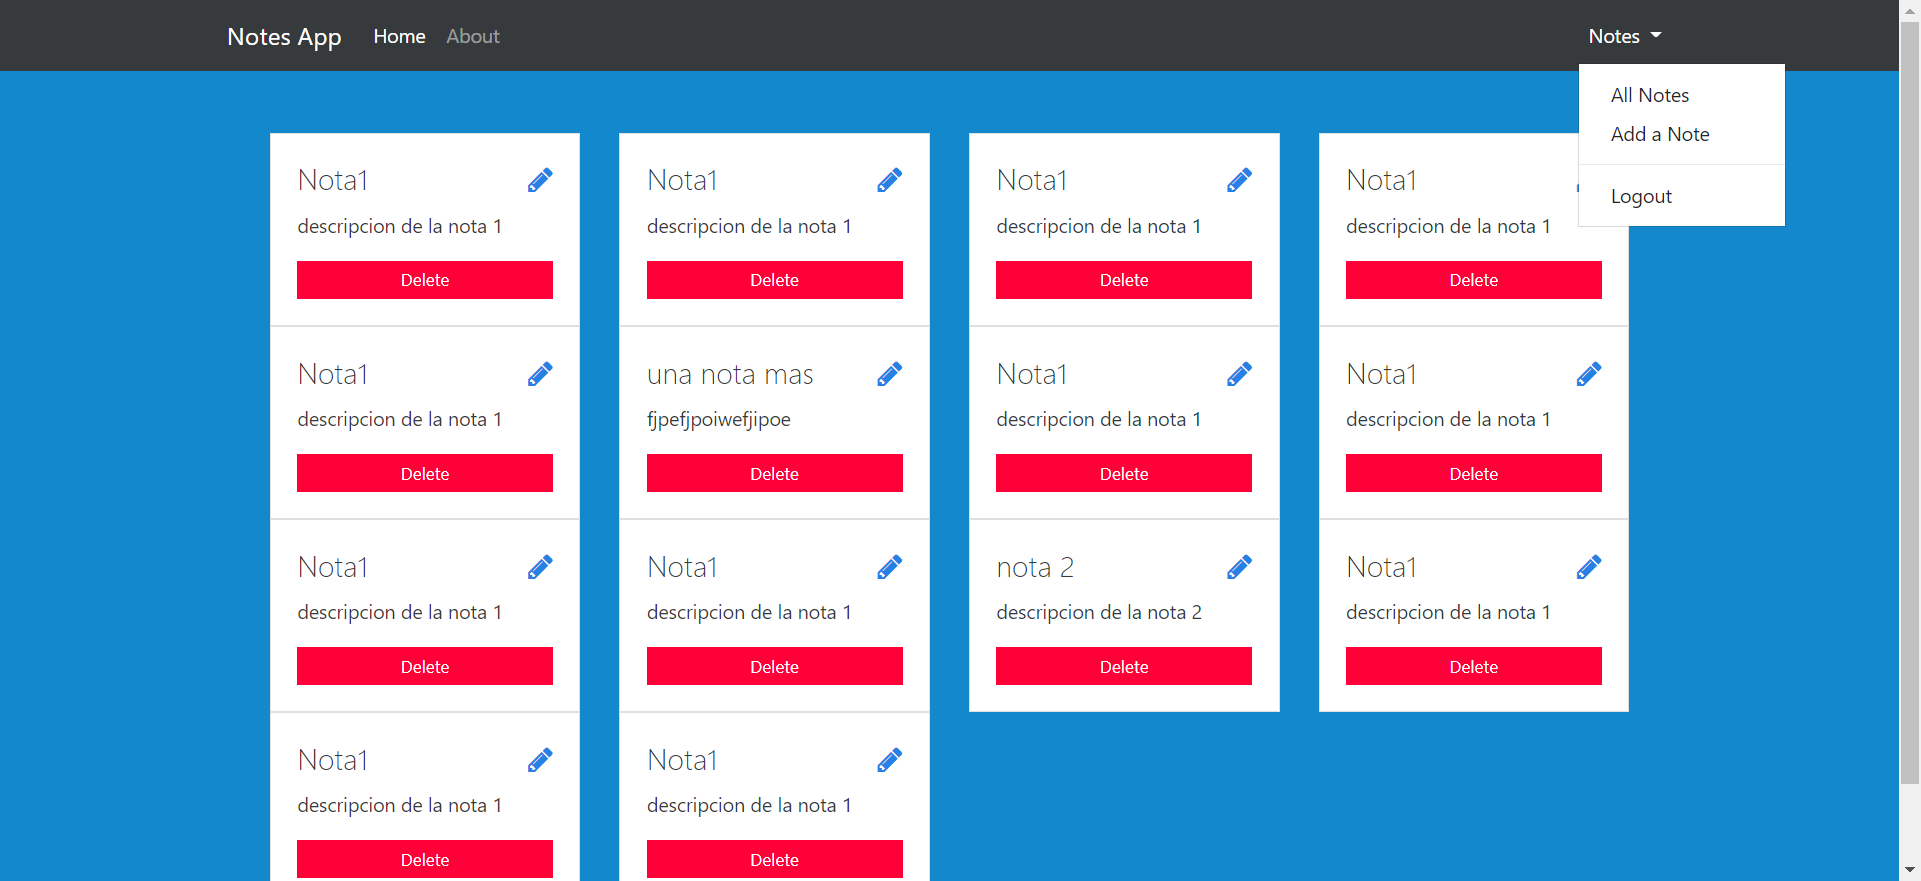 Notes App Home About Notes
All Notes
Add a Note
Logout
Nota1 Nota1 Nota1 Nota1
descripcion de la nota 1 descripcion de la nota 1 descripcion de la nota 1 descripcion de la nota 1
Delete Delete Delete Delete
Nota1 una nota mas Nota1 Nota1
descripcion de la nota 1 fjpefjpoiwefjipoe descripcion de la nota 1 descripcion de la nota 1
Delete Delete Delete Delete
Nota1 Nota1 nota 2 Nota1
descripcion de la nota 1 descripcion de la nota 1 descripcion de la nota 2 descripcion de la nota 1
Delete Delete Delete Delete
Nota1 Nota1
descripcion de la nota 1 descripcion de la nota 1
Delete Delete